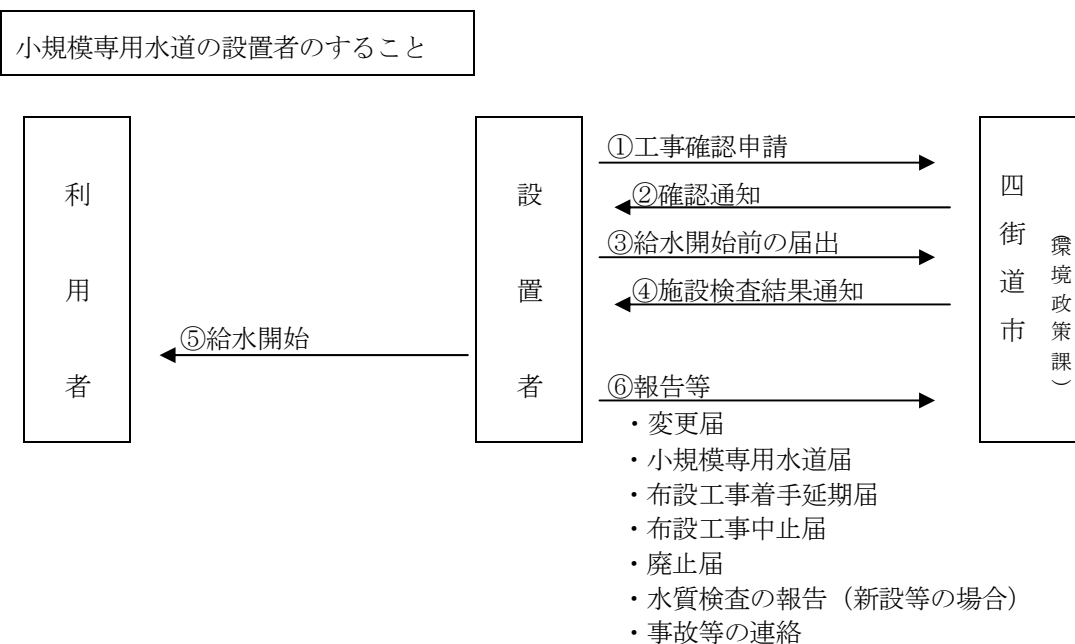 小規模専用水道の設置者のすること
利用者
設置者
四街道市
（環境政策課）
①工事確認申請
②確認通知
③給水開始前の届出
④施設検査結果通知
⑤給水開始
⑥報告等
・変更届
・小規模専用水道届
・布設工事着手延期届
・布設工事中止届
・廃止届
・水質検査の報告（新設等の場合）
・事故等の連絡